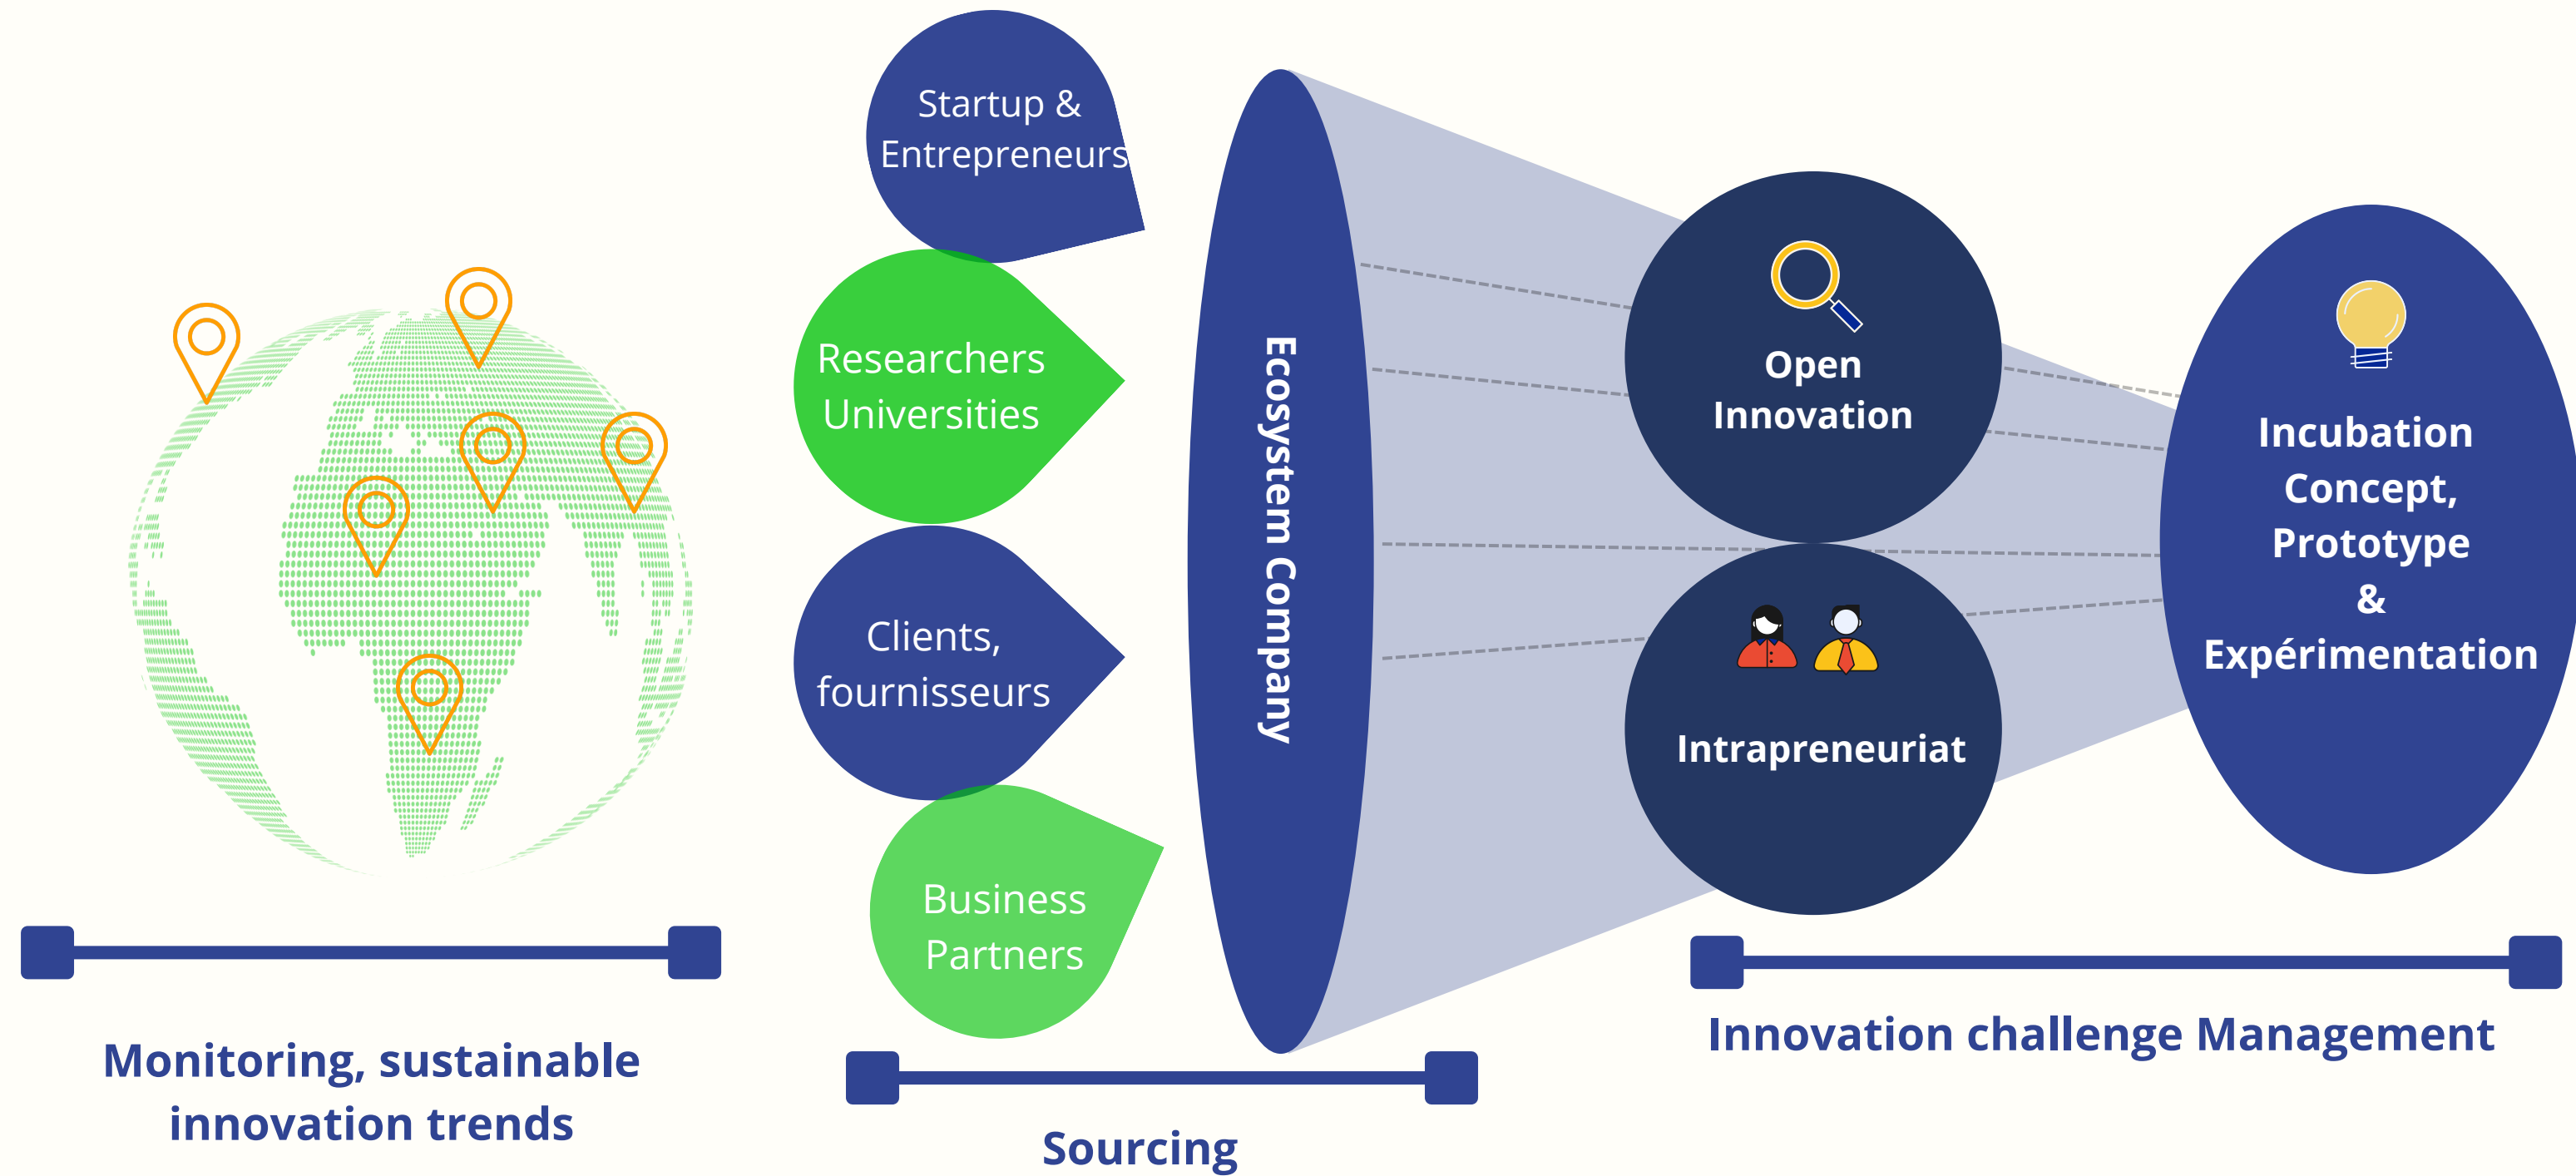 Startup &
Entrepreneurs
Researchers
Universities
Clients,
fournisseurs
Business
Partners
Ecosystem Company
Open
Innovation
Intrapreneuriat
Incubation
Concept,
Prototype
&
Expérimentation
Monitoring, sustainable
innovation trends
Sourcing
Innovation challenge Management